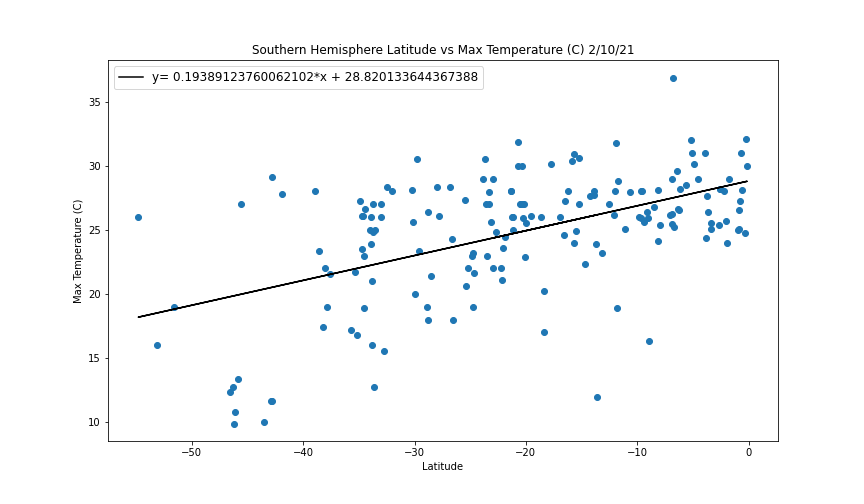 Southern Hemisphere Latitude vs Max Temperature (C) 2/10/21
y= 0.19389123760062102*x + 28.820133644367388
35
30
25
20
15
10
Max Temperature (C)
−50 −40 −30 −20 −10 0
Latitude